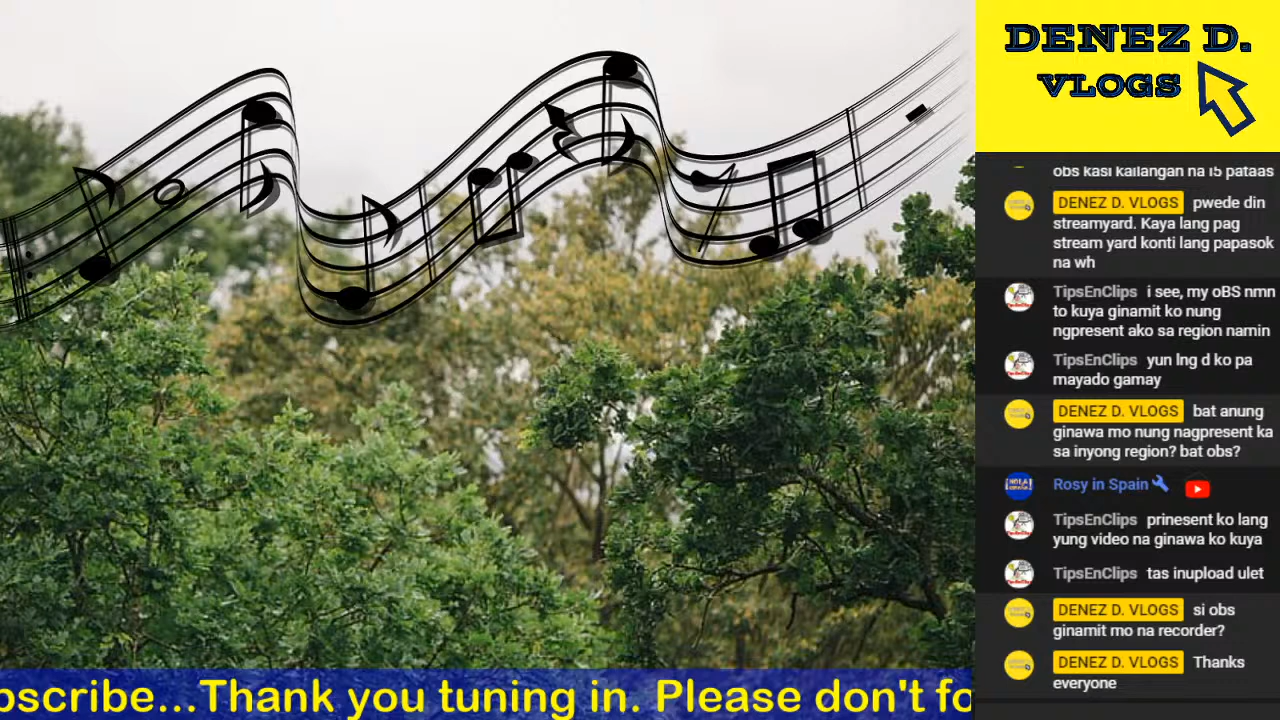 DENEZ D.
VLOGS
obs kasi kailangan na i5 pataas
DENEZ D. VLOGS pwede din
streamyard. Kaya lang pag
stream yard konti lang papasok
na wh
TipsEnClips i see, my oBS nmn
to kuya ginamit ko nung
ngpresent ako sa region namin
TipsEnClips yun lng d ko pa
mayado gamay
DENEZ D. VLOGS bat anung
ginawa mo nung nagpresent ka
sa inyong region? bat obs?
Rosy in Spain
TipsEnClips prinesent ko lang
yung video na ginawa ko kuya
TipsEnClips tas inupload ulet
DENEZ D. VLOGS si obs
ginamit mo na recorder?
DENEZ D. VLOGS Thanks
everyone
bscribe...Thank you tuning in. Please don't fo